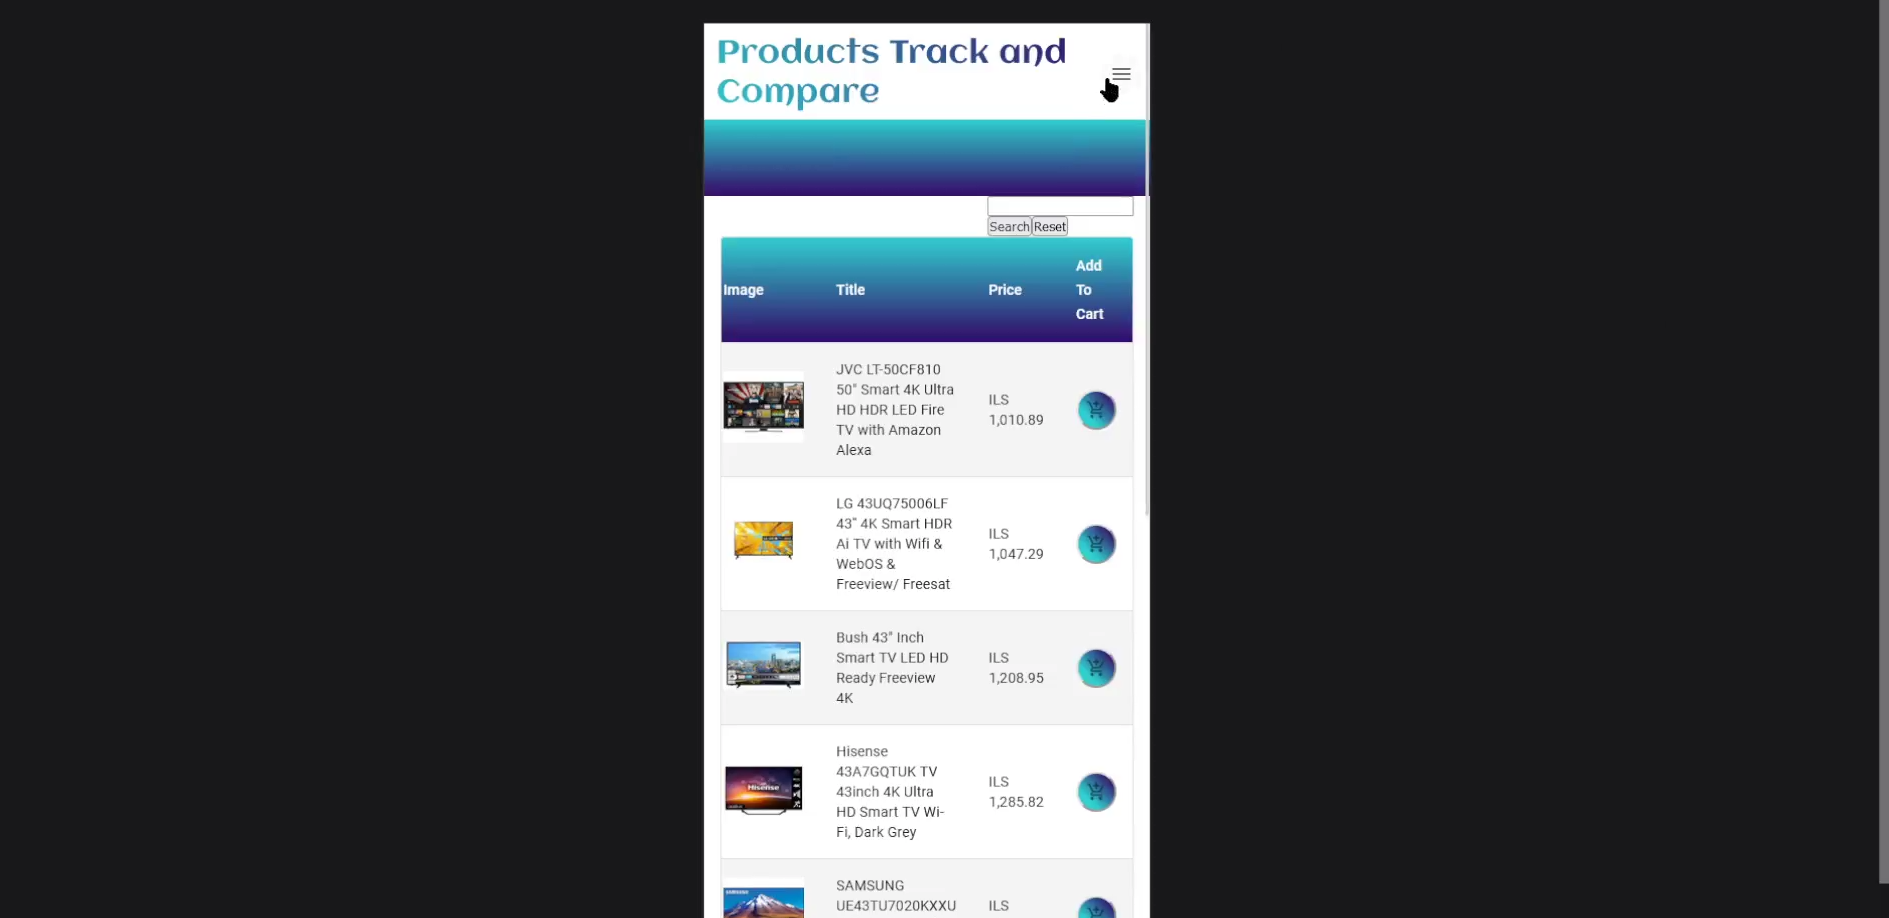 Products Track and
Compare
Search Reset
Image Title Price Add
To
Cart
JVC LT-50CF810
50" Smart 4K Ultra
HD HDR LED Fire
TV with Amazon
Alexa
ILS
1,010.89
LG 43UQ75006LF
43" 4K Smart HDR
Ai TV with Wifi &
WebOS &
Freeview/ Freesat
ILS
1,047.29
Bush 43" Inch
Smart TV LED HD
Ready Freeview
4K
ILS
1,208.95
Hisense
Hisense
43A7GQTUK TV
43inch 4K Ultra
HD Smart TV Wi-
Fi, Dark Grey
ILS
1,285.82
SAMSUNG
SAMSUNG
UE43TU7020KXXU
ILS